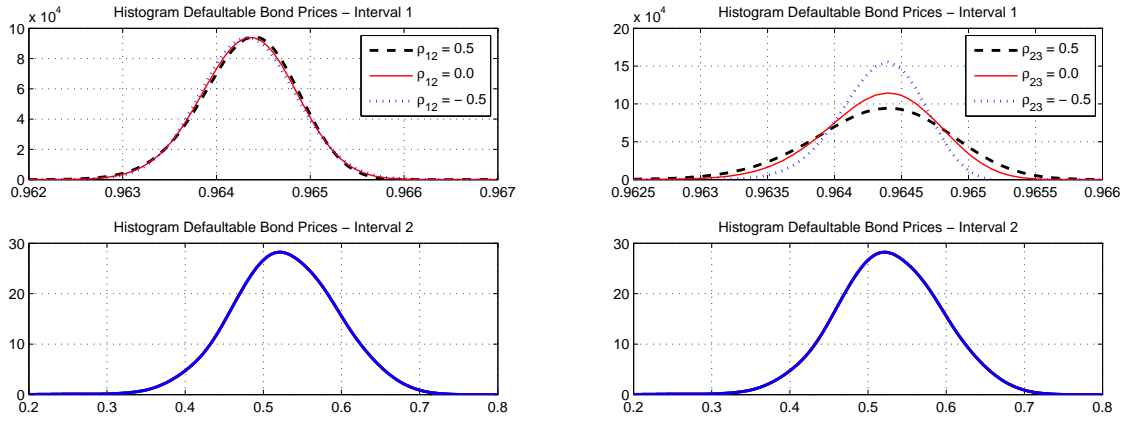 Histogram Defaultable Bond Prices − Interval 1
x 10⁴
10
8
6
4
2
0
0.962 0.963 0.964 0.965 0.966 0.967
ρ₁₂ = 0.5
ρ₁₂ = 0.0
ρ₁₂ = − 0.5
Histogram Defaultable Bond Prices − Interval 1
x 10⁴
20
15
10
5
0
0.9625 0.963 0.9635 0.964 0.9645 0.965 0.9655 0.966
ρ₂₃ = 0.5
ρ₂₃ = 0.0
ρ₂₃ = − 0.5
Histogram Defaultable Bond Prices − Interval 2
30
20
10
0
0.2 0.3 0.4 0.5 0.6 0.7 0.8
Histogram Defaultable Bond Prices − Interval 2
30
20
10
0
0.2 0.3 0.4 0.5 0.6 0.7 0.8